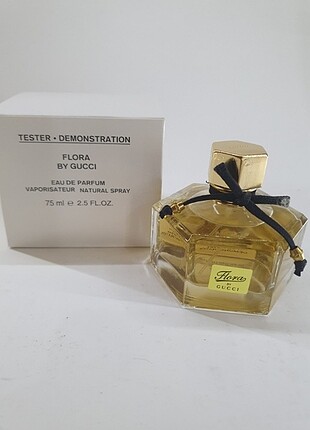 TESTER • DEMONSTRATION
FLORA
BY GUCCI
EAU DE PARFUM
VAPORISATEUR NATURAL SPRAY
75 ml ℮ 2.5 FL.OZ.
Flora
BY
GUCCI